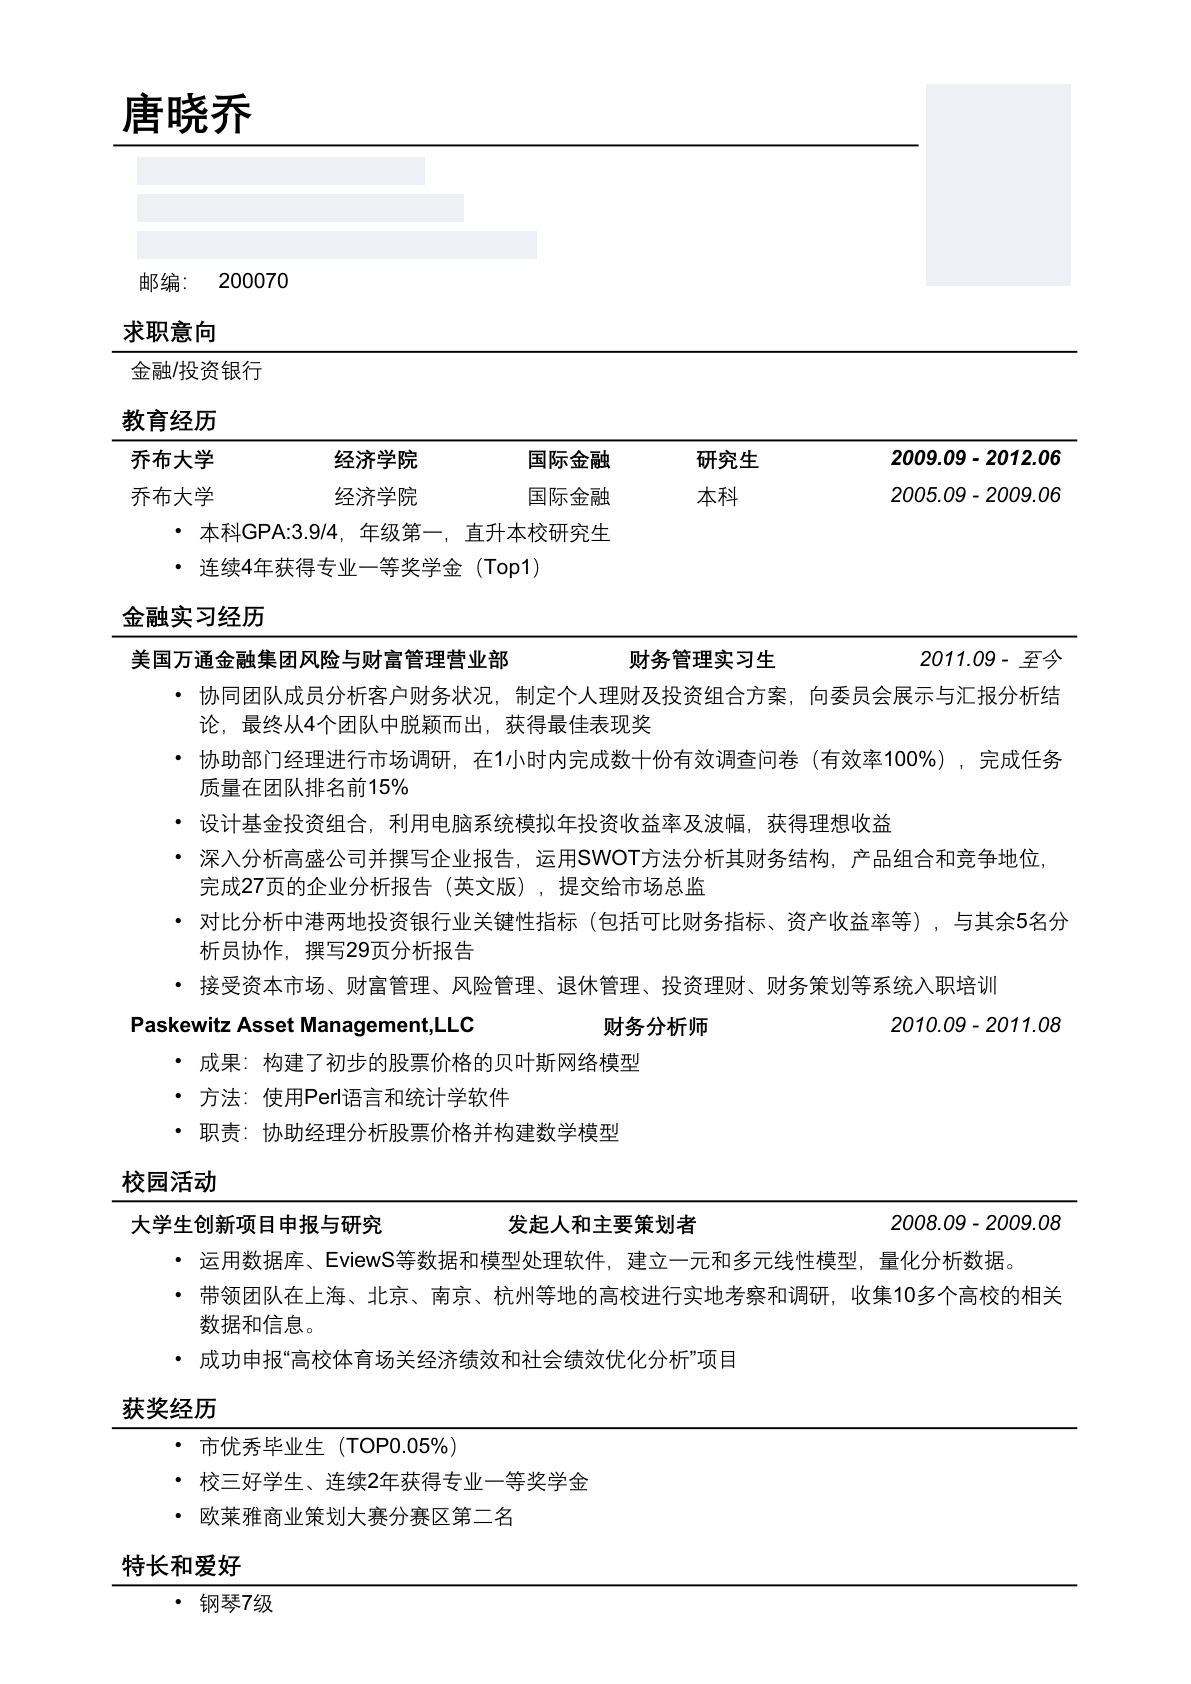 唐晓乔
邮编： 200070
求职意向
金融/投资银行
教育经历
乔布大学 经济学院 国际金融 研究生 2009.09 - 2012.06
乔布大学 经济学院 国际金融 本科 2005.09 - 2009.06
• 本科GPA:3.9/4，年级第一，直升本校研究生
• 连续4年获得专业一等奖学金（Top1）
金融实习经历
美国万通金融集团风险与财富管理营业部 财务管理实习生 2011.09 - 至今
• 协同团队成员分析客户财务状况，制定个人理财及投资组合方案，向委员会展示与汇报分析结
论，最终从4个团队中脱颖而出，获得最佳表现奖
• 协助部门经理进行市场调研，在1小时内完成数十份有效调查问卷（有效率100%），完成任务
质量在团队排名前15%
• 设计基金投资组合，利用电脑系统模拟年投资收益率及波幅，获得理想收益
• 深入分析高盛公司并撰写企业报告，运用SWOT方法分析其财务结构，产品组合和竞争地位，
完成27页的企业分析报告（英文版），提交给市场总监
• 对比分析中港两地投资银行业关键性指标（包括可比财务指标、资产收益率等），与其余5名分
析员协作，撰写29页分析报告
• 接受资本市场、财富管理、风险管理、退休管理、投资理财、财务策划等系统入职培训
Paskewitz Asset Management,LLC 财务分析师 2010.09 - 2011.08
• 成果：构建了初步的股票价格的贝叶斯网络模型
• 方法：使用Perl语言和统计学软件
• 职责：协助经理分析股票价格并构建数学模型
校园活动
大学生创新项目申报与研究 发起人和主要策划者 2008.09 - 2009.08
• 运用数据库、EviewS等数据和模型处理软件，建立一元和多元线性模型，量化分析数据。
• 带领团队在上海、北京、南京、杭州等地的高校进行实地考察和调研，收集10多个高校的相关
数据和信息。
• 成功申报“高校体育场关经济绩效和社会绩效优化分析”项目
获奖经历
• 市优秀毕业生（TOP0.05%）
• 校三好学生、连续2年获得专业一等奖学金
• 欧莱雅商业策划大赛分赛区第二名
特长和爱好
• 钢琴7级